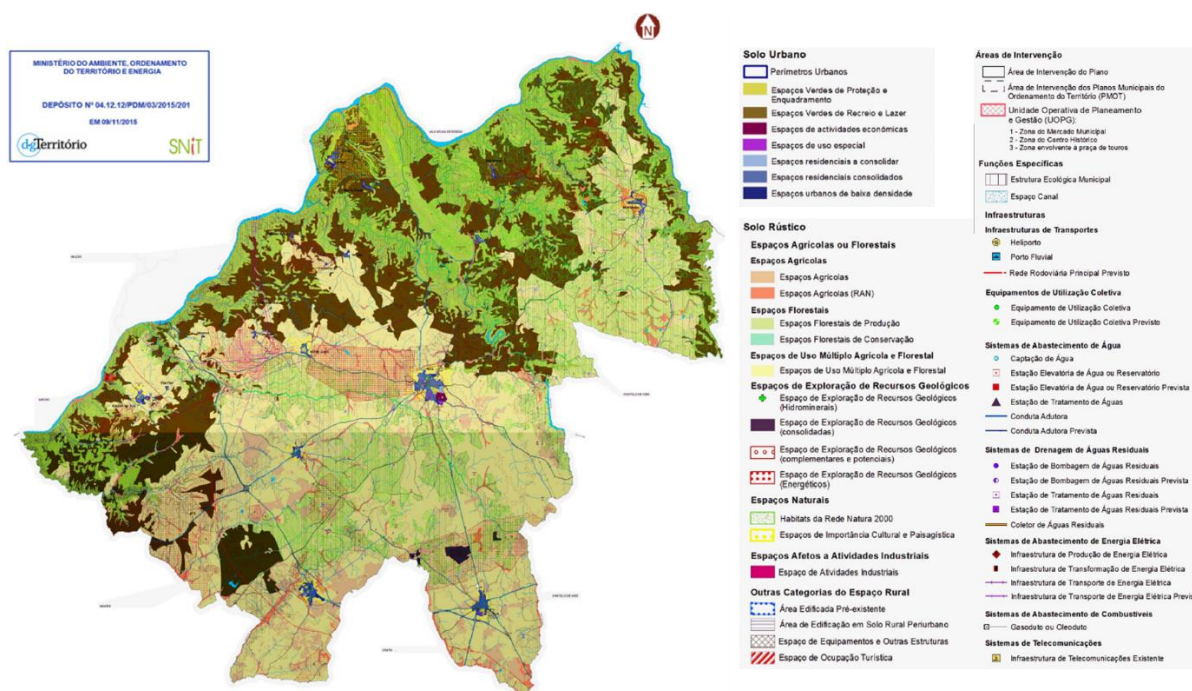 N
MINISTÉRIO DO AMBIENTE, ORDENAMENTO
DO TERRITÓRIO E ENERGIA
DEPÓSITO Nº 04.12.12/PDM/03/2015/201
EM 09/11/2015
dgTerritório
SNiT
Solo Urbano
Perímetros Urbanos
Espaços Verdes de Proteção e
Enquadramento
Espaços Verdes de Recreio e Lazer
Espaços de actividades económicas
Espaços de uso especial
Espaços residenciais a consolidar
Espaços residenciais consolidados
Espaços urbanos de baixa densidade
Solo Rústico
Espaços Agrícolas ou Florestais
Espaços Agrícolas
Espaços Agrícolas
Espaços Agrícolas (RAN)
Espaços Florestais
Espaços Florestais de Produção
Espaços Florestais de Conservação
Espaços de Uso Múltiplo Agrícola e Florestal
Espaços de Uso Múltiplo Agrícola e Florestal
Espaços de Exploração de Recursos Geológicos
Espaço de Exploração de Recursos Geológicos
(Hidrominerais)
Espaço de Exploração de Recursos Geológicos
(consolidadas)
Espaço de Exploração de Recursos Geológicos
(complementares e potenciais)
Espaço de Exploração de Recursos Geológicos
(Energéticos)
Espaços Naturais
Habitats da Rede Natura 2000
Espaços de Importância Cultural e Paisagística
Espaços Afetos a Atividades Industriais
Espaço de Atividades Industriais
Outras Categorias do Espaço Rural
Área Edificada Pré-existente
Área de Edificação em Solo Rural Periurbano
Espaço de Equipamentos e Outras Estruturas
Espaço de Ocupação Turística
Áreas de Intervenção
Área de Intervenção do Plano
Área de Intervenção dos Planos Municipais do
Ordenamento do Território (PMOT)
Unidade Operativa de Planeamento
e Gestão (UOPG):
1 - Zona do Mercado Municipal
2 - Zona do Centro Histórico
3 - Zona envolvente à praça de touros
Funções Específicas
Estrutura Ecológica Municipal
Espaço Canal
Infraestruturas
Infraestruturas de Transportes
Heliporto
Porto Fluvial
Rede Rodoviária Principal Previsto
Equipamentos de Utilização Coletiva
Equipamento de Utilização Coletiva
Equipamento de Utilização Coletiva Previsto
Sistemas de Abastecimento de Água
Captação de Água
Estação Elevatória de Água ou Reservatório
Estação Elevatória de Água ou Reservatório Prevista
Estação de Tratamento de Águas
Conduta Adutora
Conduta Adutora Prevista
Sistemas de Drenagem de Águas Residuais
Estação de Bombagem de Águas Residuais
Estação de Bombagem de Águas Residuais Prevista
Estação de Tratamento de Águas Residuais
Estação de Tratamento de Águas Residuais Prevista
Coletor de Águas Residuais
Sistemas de Abastecimento de Energia Elétrica
Infraestrutura de Produção de Energia Elétrica
Infraestrutura de Transformação de Energia Elétrica
Infraestrutura de Transporte de Energia Elétrica
Infraestrutura de Transporte de Energia Elétrica Previs
Sistemas de Abastecimento de Combustíveis
Gasoduto ou Oleoduto
Sistemas de Telecomunicações
Infraestrutura de Telecomunicações Existente